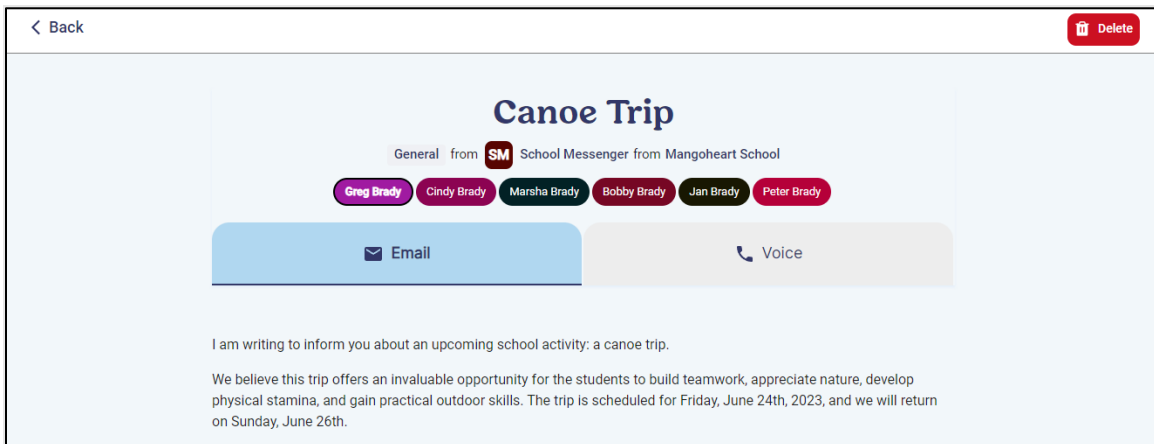 Back
Delete
Canoe Trip
General from SM School Messenger from Mangoheart School
Greg Brady Cindy Brady Marsha Brady Bobby Brady Jan Brady Peter Brady
Email Voice
I am writing to inform you about an upcoming school activity: a canoe trip.
We believe this trip offers an invaluable opportunity for the students to build teamwork, appreciate nature, develop
physical stamina, and gain practical outdoor skills. The trip is scheduled for Friday, June 24th, 2023, and we will return
on Sunday, June 26th.